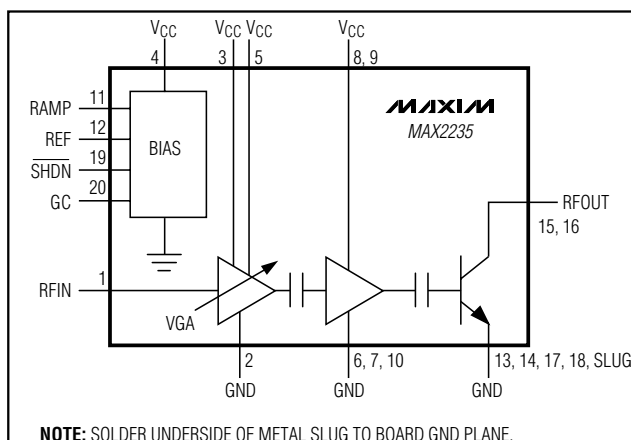 VCC VCC VCC VCC
4 3 5 8, 9
MAXIM
MAX2235
RAMP 11
REF 12
SHDN 19
GC 20
BIAS
RFOUT
15, 16
RFIN 1
VGA
2 6, 7, 10 13, 14, 17, 18, SLUG
GND GND GND
NOTE: SOLDER UNDERSIDE OF METAL SLUG TO BOARD GND PLANE.